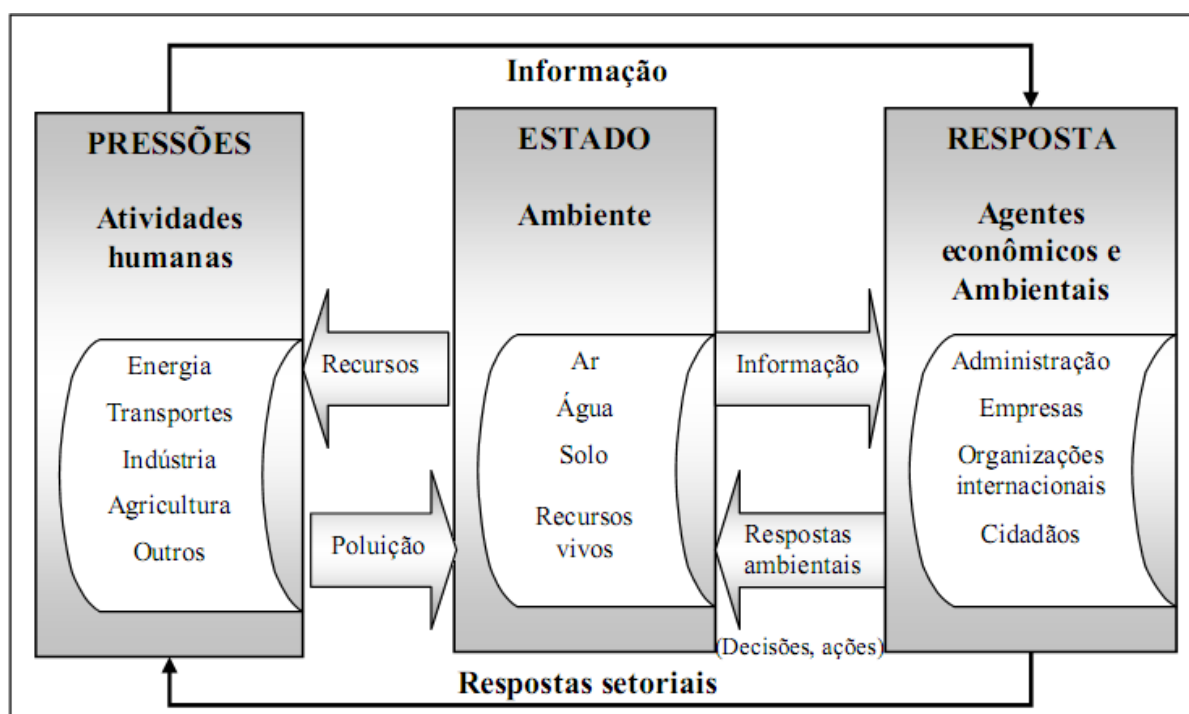 Informação
PRESSÕES
Atividades
humanas
Energia
Transportes
Indústria
Agricultura
Outros
Recursos
Poluição
ESTADO
Ambiente
Ar
Água
Solo
Recursos
vivos
Informação
Respostas
ambientais
(Decisões, ações)
RESPOSTA
Agentes
econômicos e
Ambientais
Administração
Empresas
Organizações
internacionais
Cidadãos
Respostas setoriais